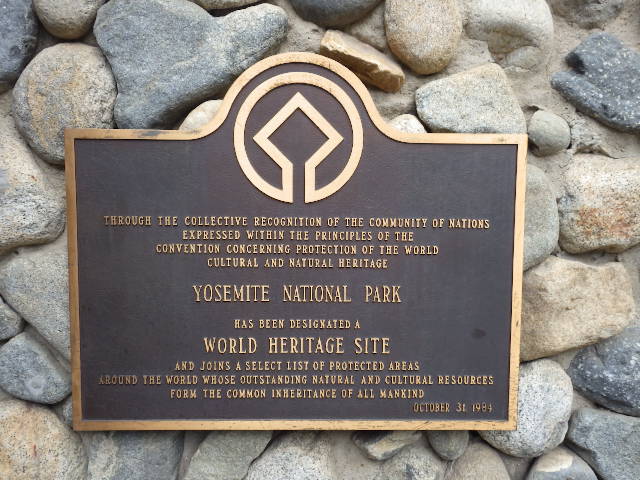 THROUGH THE COLLECTIVE RECOGNITION OF THE COMMUNITY OF NATIONS
EXPRESSED WITHIN THE PRINCIPLES OF THE
CONVENTION CONCERNING PROTECTION OF THE WORLD
CULTURAL AND NATURAL HERITAGE
YOSEMITE NATIONAL PARK
HAS BEEN DESIGNATED A
WORLD HERITAGE SITE
AND JOINS A SELECT LIST OF PROTECTED AREAS
AROUND THE WORLD WHOSE OUTSTANDING NATURAL AND CULTURAL RESOURCES
FORM THE COMMON INHERITANCE OF ALL MANKIND
OCTOBER 31, 1984